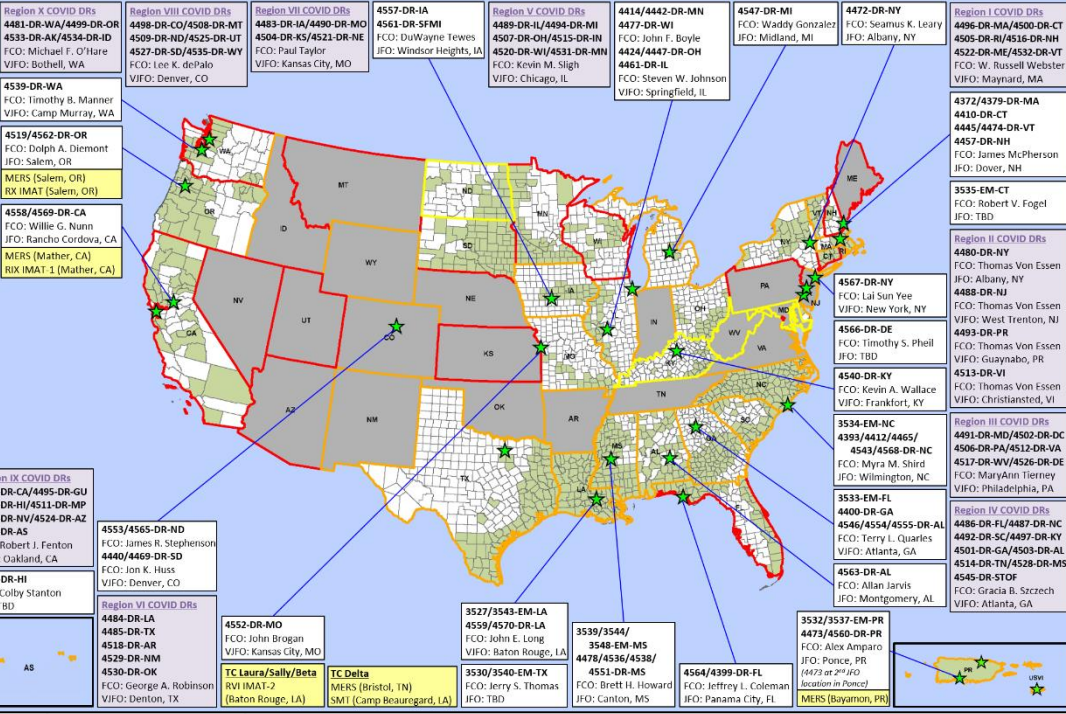 Region X COVID DRs
4481-DR-WA/4499-DR-OR
4533-DR-AK/4534-DR-ID
FCO: Michael F. O'Hare
VJFO: Bothell, WA
Region VIII COVID DRs
4498-DR-CO/4508-DR-MT
4509-DR-ND/4525-DR-UT
4527-DR-SD/4535-DR-WY
FCO: Lee K. dePalo
VJFO: Denver, CO
Region VII COVID DRs
4483-DR-IA/4490-DR-MO
4504-DR-KS/4521-DR-NE
FCO: Paul Taylor
VJFO: Kansas City, MO
4557-DR-IA
4561-DR-SFMI
FCO: DuWayne Tewes
JFO: Windsor Heights, IA
Region V COVID DRs
4489-DR-IL/4494-DR-MI
4507-DR-OH/4515-DR-IN
4520-DR-WI/4531-DR-MN
FCO: Kevin M. Sligh
VJFO: Chicago, IL
4414/4442-DR-MN
4477-DR-WI
FCO: John F. Boyle
4424/4447-DR-OH
4461-DR-IL
FCO: Steven W. Johnson
VJFO: Springfield, IL
4547-DR-MI
FCO: Waddy Gonzalez
JFO: Midland, MI
4472-DR-NY
FCO: Seamus K. Leary
JFO: Albany, NY
Region I COVID DRs
4496-DR-MA/4500-DR-CT
4505-DR-RI/4516-DR-NH
4522-DR-ME/4532-DR-VT
FCO: W. Russell Webster
VJFO: Maynard, MA
4539-DR-WA
FCO: Timothy B. Manner
VJFO: Camp Murray, WA
4519/4562-DR-OR
FCO: Dolph A. Diemont
JFO: Salem, OR
MERS (Salem, OR)
RX IMAT (Salem, OR)
4558/4569-DR-CA
FCO: Willie G. Nunn
JFO: Rancho Cordova, CA
MERS (Mather, CA)
RIX IMAT-1 (Mather, CA)
4372/4379-DR-MA
4410-DR-CT
4445/4474-DR-VT
4457-DR-NH
FCO: James McPherson
JFO: Dover, NH
3535-EM-CT
FCO: Robert V. Fogel
JFO: TBD
Region II COVID DRs
4480-DR-NY
FCO: Thomas Von Essen
JFO: Albany, NY
4488-DR-NJ
FCO: Thomas Von Essen
VJFO: West Trenton, NJ
4493-DR-PR
FCO: Thomas Von Essen
VJFO: Guaynabo, PR
4513-DR-VI
FCO: Thomas Von Essen
VJFO: Christiansted, VI
4567-DR-NY
FCO: Lai Sun Yee
VJFO: New York, NY
4566-DR-DE
FCO: Timothy S. Pheil
JFO: TBD
4540-DR-KY
FCO: Kevin A. Wallace
VJFO: Frankfort, KY
3534-EM-NC
4393/4412/4465/
4543/4568-DR-NC
FCO: Myra M. Shird
JFO: Wilmington, NC
3533-EM-FL
4400-DR-GA
4546/4554/4555-DR-AL
FCO: Terry L. Quarles
VJFO: Atlanta, GA
4563-DR-AL
FCO: Allan Jarvis
JFO: Montgomery, AL
Region III COVID DRs
4491-DR-MD/4502-DR-DC
4506-DR-PA/4512-DR-VA
4517-DR-WV/4526-DR-DE
FCO: MaryAnn Tierney
VJFO: Philadelphia, PA
Region IV COVID DRs
4486-DR-FL/4487-DR-NC
4492-DR-SC/4497-DR-KY
4501-DR-GA/4503-DR-AL
4514-DR-TN/4528-DR-MS
4545-DR-STOF
FCO: Gracia B. Szczech
VJFO: Atlanta, GA
WA
OR
CA
NV
ID
MT
WY
UT
CO
AZ
NM
ND
SD
NE
KS
OK
TX
MN
IA
MO
AR
LA
WI
IL
IN
MI
OH
KY
TN
MS
AL
GA
FL
SC
NC
VA
WV
MD
PA
NJ
NY
CT
RI
MA
VT
NH
ME
n IX COVID DRs
DR-CA/4495-DR-GU
DR-HI/4511-DR-MP
DR-NV/4524-DR-AZ
DR-AS
Robert J. Fenton
Oakland, CA
DR-HI
Colby Stanton
TBD
AS
4553/4565-DR-ND
FCO: James R. Stephenson
4440/4469-DR-SD
FCO: Jon K. Huss
VJFO: Denver, CO
Region VI COVID DRs
4484-DR-LA
4485-DR-TX
4518-DR-AR
4529-DR-NM
4530-DR-OK
FCO: George A. Robinson
VJFO: Denton, TX
4552-DR-MO
FCO: John Brogan
VJFO: Kansas City, MO
TC Laura/Sally/Beta
RVI IMAT-2
(Baton Rouge, LA)
TC Delta
MERS (Bristol, TN)
SMT (Camp Beauregard, LA)
3527/3543-EM-LA
4559/4570-DR-LA
FCO: John E. Long
VJFO: Baton Rouge, LA
3530/3540-EM-TX
FCO: Jerry S. Thomas
JFO: TBD
3539/3544/
3548-EM-MS
4478/4536/4538/
4551-DR-MS
FCO: Brett H. Howard
JFO: Canton, MS
4564/4399-DR-FL
FCO: Jeffrey L. Coleman
JFO: Panama City, FL
3532/3537-EM-PR
4473/4560-DR-PR
FCO: Alex Amparo
JFO: Ponce, PR
(4473 at 2nd JFO
location in Ponce)
MERS (Bayamon, PR)
PR
USVI